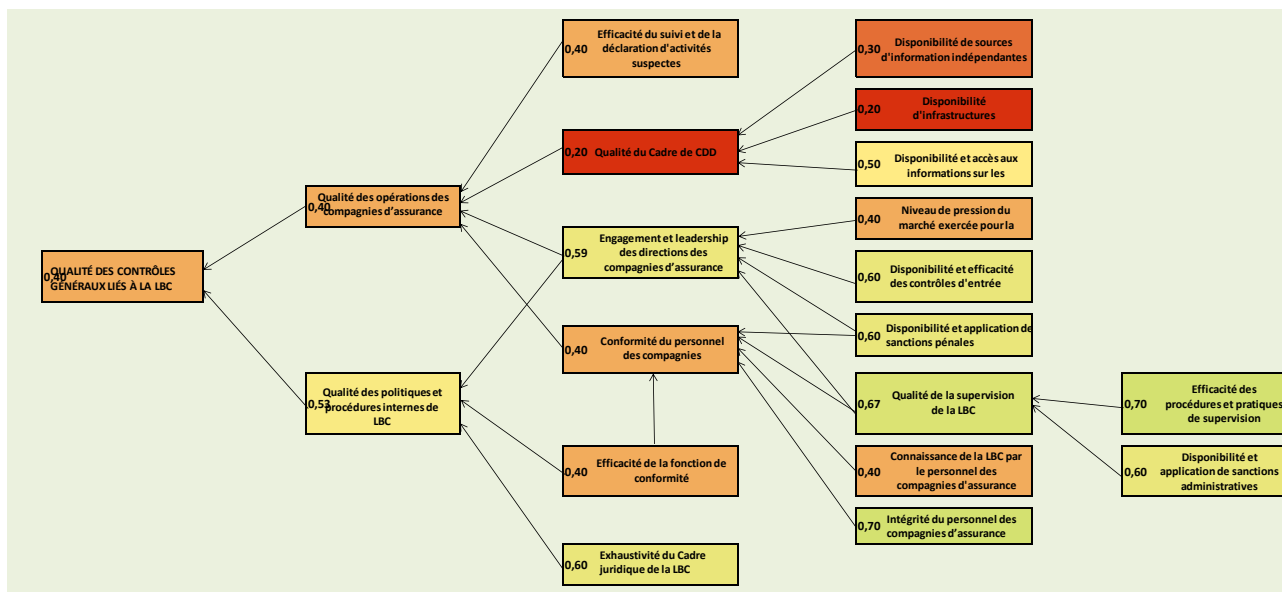 0,40
QUALITÉ DES CONTRÔLES
GÉNÉRAUX LIÉS À LA LBC
0,40
Qualité des opérations des
compagnies d'assurance
0,53
Qualité des politiques et
procédures internes de
LBC
0,40
Efficacité du suivi et de la
déclaration d'activités
suspectes
0,20
Qualité du Cadre de CDD
0,59
Engagement et leadership
des directions des
compagnies d'assurance
0,40
Conformité du personnel
des compagnies
0,40
Efficacité de la fonction de
conformité
0,60
Exhaustivité du Cadre
juridique de la LBC
0,30
Disponibilité de sources
d'information indépendantes
0,20
Disponibilité
d'infrastructures
0,50
Disponibilité et accès aux
informations sur les
0,40
Niveau de pression du
marché exercée pour la
0,60
Disponibilité et efficacité
des contrôles d'entrée
0,60
Disponibilité et application de
sanctions pénales
0,67
Qualité de la supervision
de la LBC
0,40
Connaissance de la LBC par
le personnel des
compagnies d'assurance
0,70
Intégrité du personnel des
compagnies d'assurance
0,70
Efficacité des
procédures et pratiques
de supervision
0,60
Disponibilité et
application de sanctions
administratives